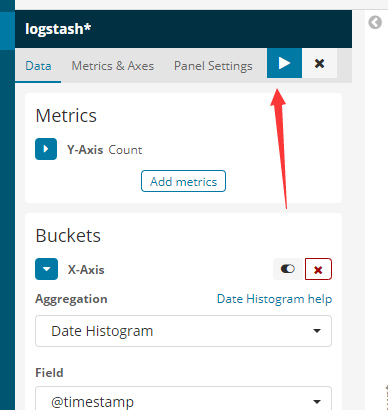 logstash*
Data Metrics & Axes Panel Settings
Metrics
Y-Axis Count
Add metrics
Buckets
X-Axis
Aggregation Date Histogram help
Date Histogram
Field
@timestamp